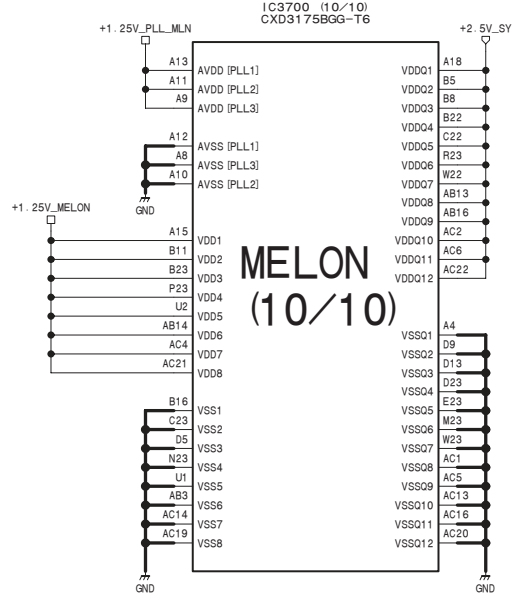 IC3700 (10/10)
CXD3175BGG-T6
+1.25V_PLL_MLN
+2.5V_SY
A13 AVDD [PLL1]
A11 AVDD [PLL2]
A9 AVDD [PLL3]
A12 AVSS [PLL1]
A8 AVSS [PLL3]
A10 AVSS [PLL2]
GND
+1.25V_MELON
A15 VDD1
B11 VDD2
B23 VDD3
P23 VDD4
U2 VDD5
AB14 VDD6
AC4 VDD7
AC21 VDD8
B16 VSS1
C23 VSS2
D5 VSS3
N23 VSS4
U1 VSS5
AB3 VSS6
AC14 VSS7
AC19 VSS8
GND
MELON
(10/10)
VDDQ1 A18
VDDQ2 B5
VDDQ3 B8
VDDQ4 B22
VDDQ5 C22
VDDQ6 R23
VDDQ7 W22
VDDQ8 AB13
VDDQ9 AB16
VDDQ10 AC2
VDDQ11 AC6
VDDQ12 AC22
VSSQ1 A4
VSSQ2 D9
VSSQ3 D13
VSSQ4 D23
VSSQ5 E23
VSSQ6 M23
VSSQ7 W23
VSSQ8 AC1
VSSQ9 AC5
VSSQ10 AC13
VSSQ11 AC16
VSSQ12 AC20
GND